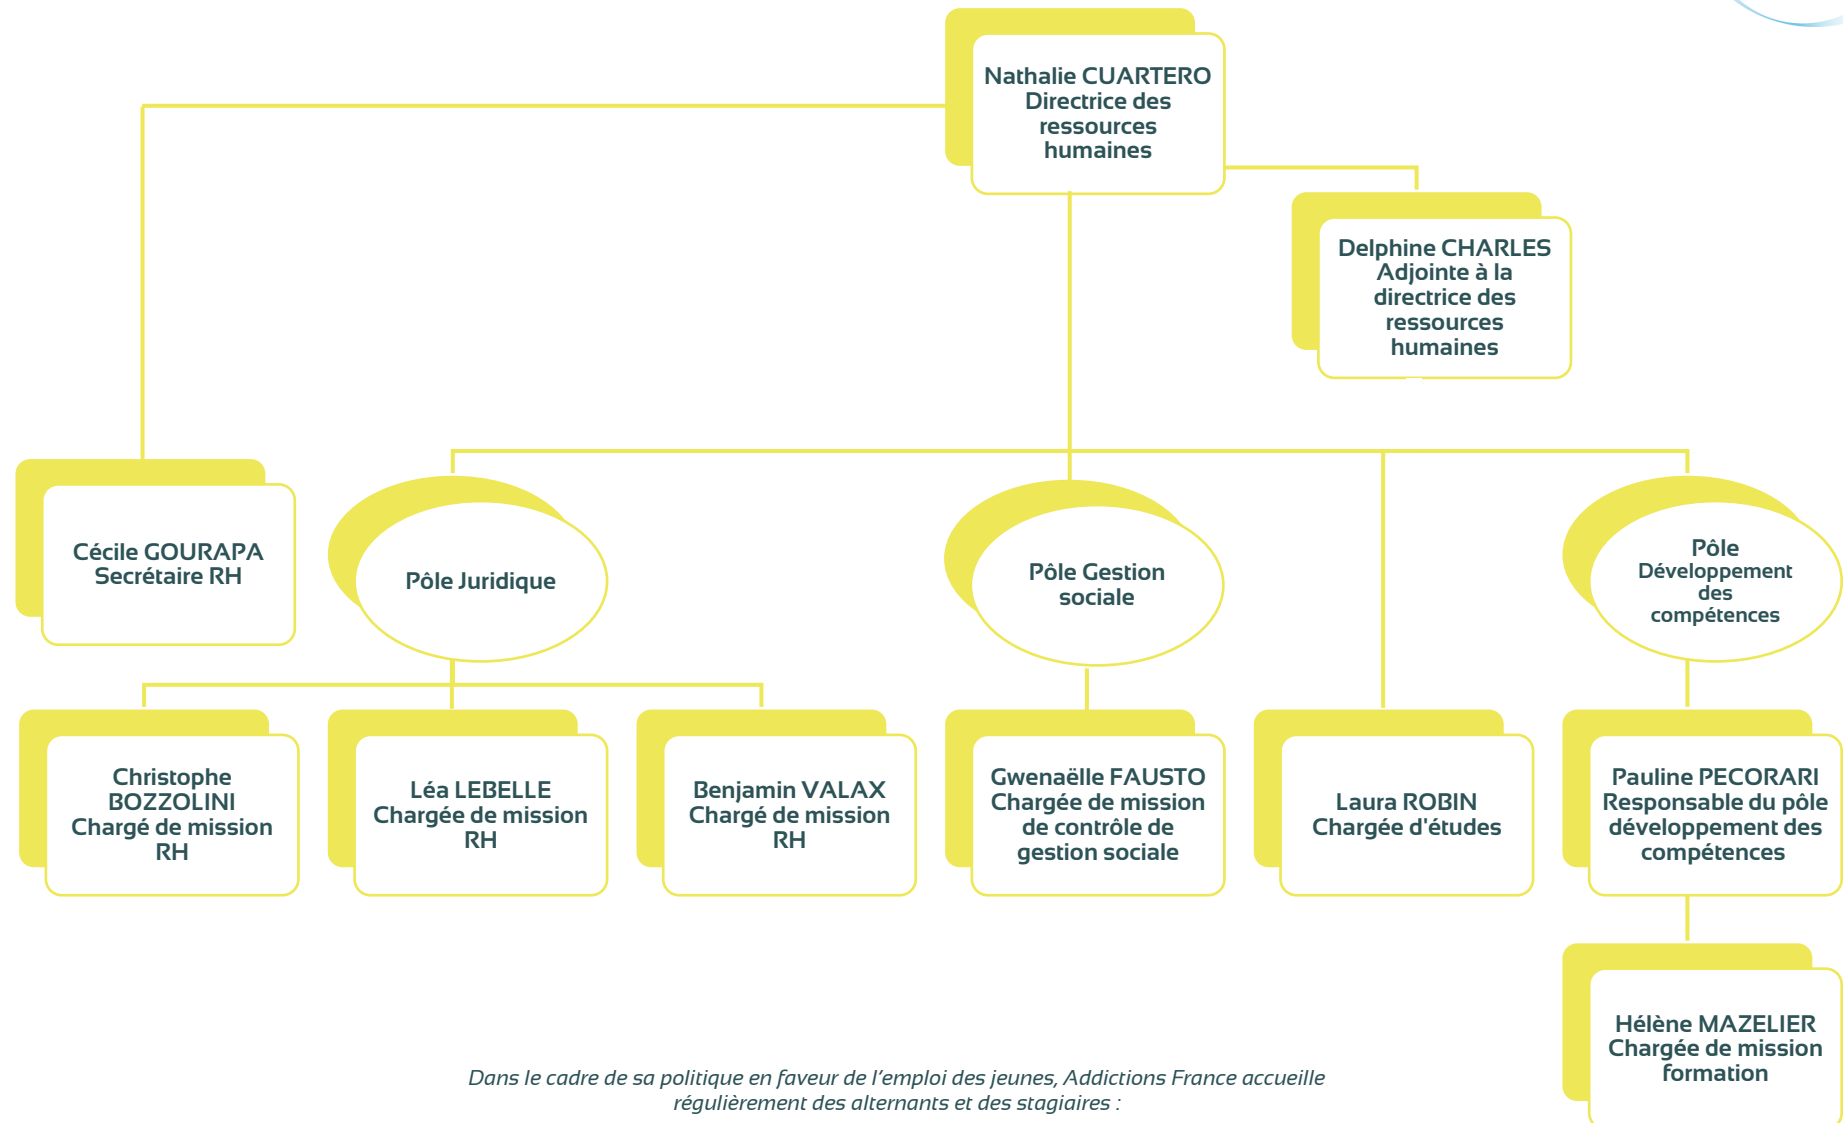 Nathalie CUARTERO
Directrice des
ressources
humaines
Delphine CHARLES
Adjointe à la
directrice des
ressources
humaines
Cécile GOURAPA
Secrétaire RH
Pôle Juridique
Pôle Gestion
sociale
Pôle
Développement
des
compétences
Christophe
BOZZOLINI
Chargé de mission
RH
Léa LEBELLE
Chargée de mission
RH
Benjamin VALAX
Chargé de mission
RH
Gwenaëlle FAUSTO
Chargée de mission
de contrôle de
gestion sociale
Laura ROBIN
Chargée d'études
Pauline PECORARI
Responsable du pôle
développement des
compétences
Hélène MAZELIER
Chargée de mission
formation
Dans le cadre de sa politique en faveur de l’emploi des jeunes, Addictions France accueille
régulièrement des alternants et des stagiaires :